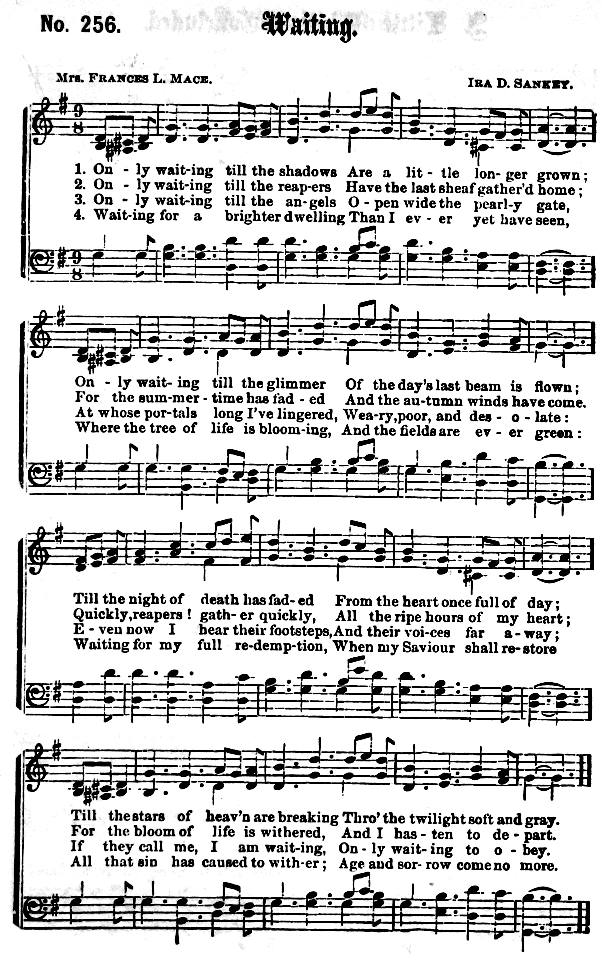 No. 256.
Waiting.
Mrs. FRANCES L. MACE.
IRA D. SANKEY.
9
8
1. On - ly wait-ing till the shadows Are a lit - tle lon - ger grown;
2. On - ly wait-ing till the reap-ers Have the last sheaf gather'd home;
3. On - ly wait-ing till the an-gels O - pen wide the pearl-y gate,
4. Wait-ing for a brighter dwelling Than I ev - er yet have seen,
9
8
On - ly wait- ing till the glimmer Of the day's last beam is flown;
For the sum-mer-time has fad - ed And the au-tumn winds have come.
At whose por-tals long I've lingered, Wea-ry, poor, and des - o - late:
Where the tree of life is bloom-ing, And the fields are ev - er green:
Till the night of death has fad- ed From the heart once full of day;
Quickly, reapers! gath- er quickly, All the ripe hours of my heart;
E - ven now I hear their footsteps, And their voi-ces far a - way;
Waiting for my full re-demp-tion, When my Saviour shall re-store
Till the stars of heav'n are breaking Thro' the twilight soft and gray.
For the bloom of life is withered, And I has- ten to de - part.
If they call me, I am wait-ing, On - ly wait- ing to o - bey.
All that sin has caused to with-er; Age and sor- row come no more.